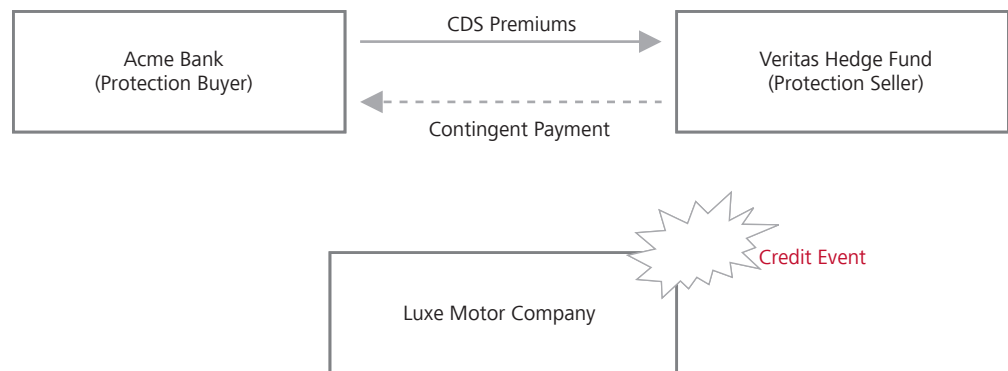 CDS Premiums
Acme Bank
(Protection Buyer)
Veritas Hedge Fund
(Protection Seller)
Contingent Payment
Credit Event
Luxe Motor Company